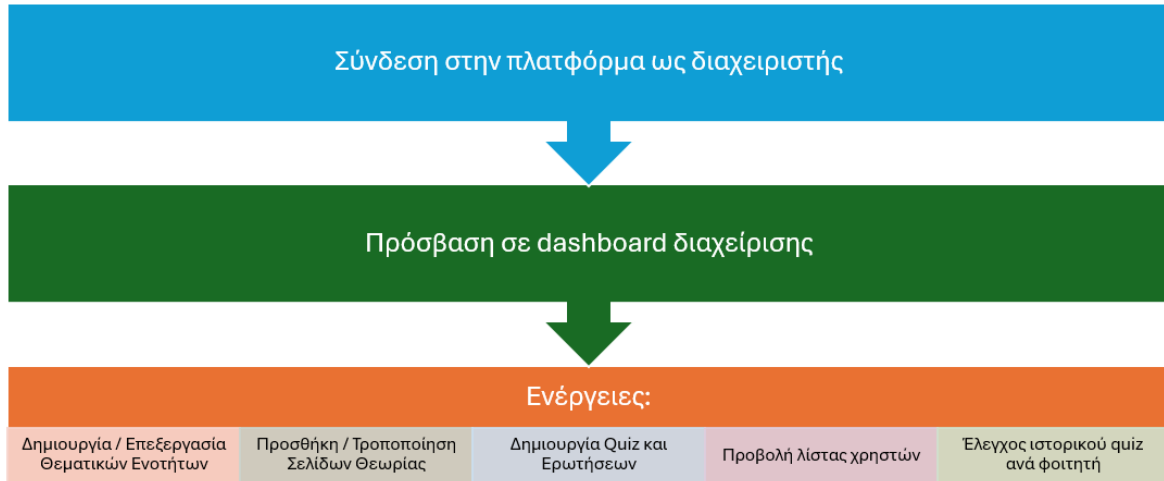 Σύνδεση στην πλατφόρμα ως διαχειριστής
Πρόσβαση σε dashboard διαχείρισης
Ενέργειες:
Δημιουργία / Επεξεργασία
Θεματικών Ενοτήτων
Προσθήκη / Τροποποίηση
Σελίδων Θεωρίας
Δημιουργία Quiz και
Ερωτήσεων
Προβολή λίστας χρηστών
Έλεγχος ιστορικού quiz
ανά φοιτητή